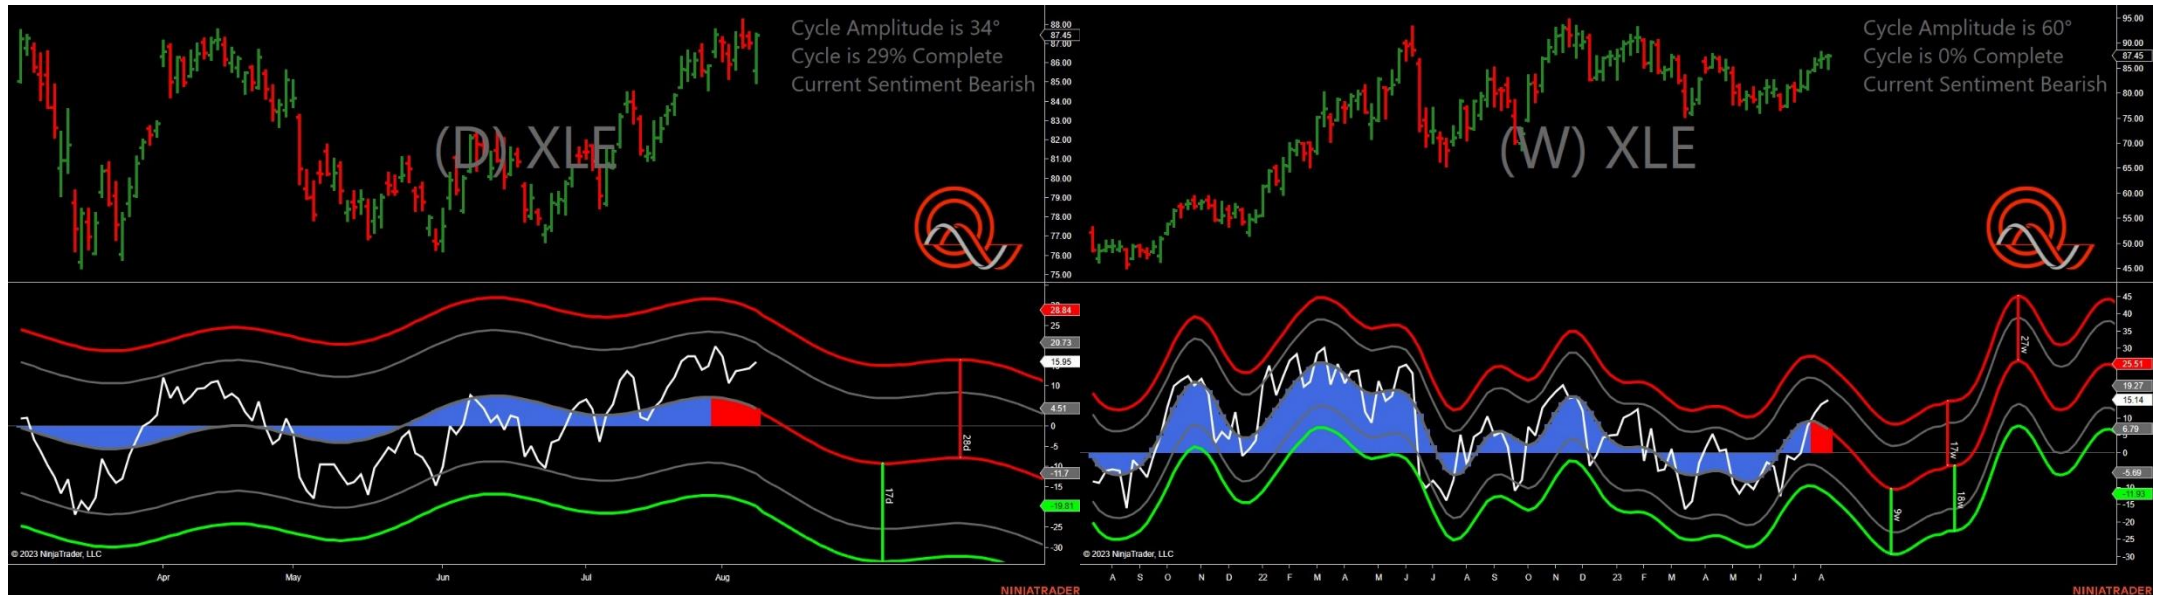 Cycle Amplitude is 34°
Cycle is 29% Complete
Current Sentiment Bearish
(D) XLE
88.00
87.45
87.00
86.00
85.00
84.00
83.00
82.00
81.00
80.00
79.00
78.00
77.00
76.00
75.00
28.84
25
20.73
15.95
10
4.51
0
-5
-11.7
-15
-19.81
-25
-30
28d
17d
© 2023 NinjaTrader, LLC
Apr
May
Jun
Jul
Aug
NINJATRADER
Cycle Amplitude is 60°
Cycle is 0% Complete
Current Sentiment Bearish
(W) XLE
95.00
90.00
87.45
85.00
80.00
75.00
70.00
65.00
60.00
55.00
50.00
45.00
45
40
35
30
25.51
19.27
15.14
10
6.79
0
-5.69
-11.93
-15
-20
-25
-30
27w
17w
18w
9w
© 2023 NinjaTrader, LLC
A S O N D 22 F M A M J J A S O N D 23 F M A M J J A
NINJATRADER